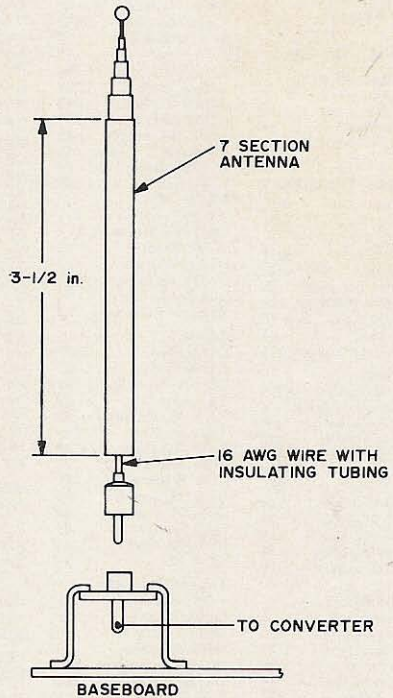 7 SECTION
ANTENNA
3-1/2 in.
16 AWG WIRE WITH
INSULATING TUBING
TO CONVERTER
BASEBOARD